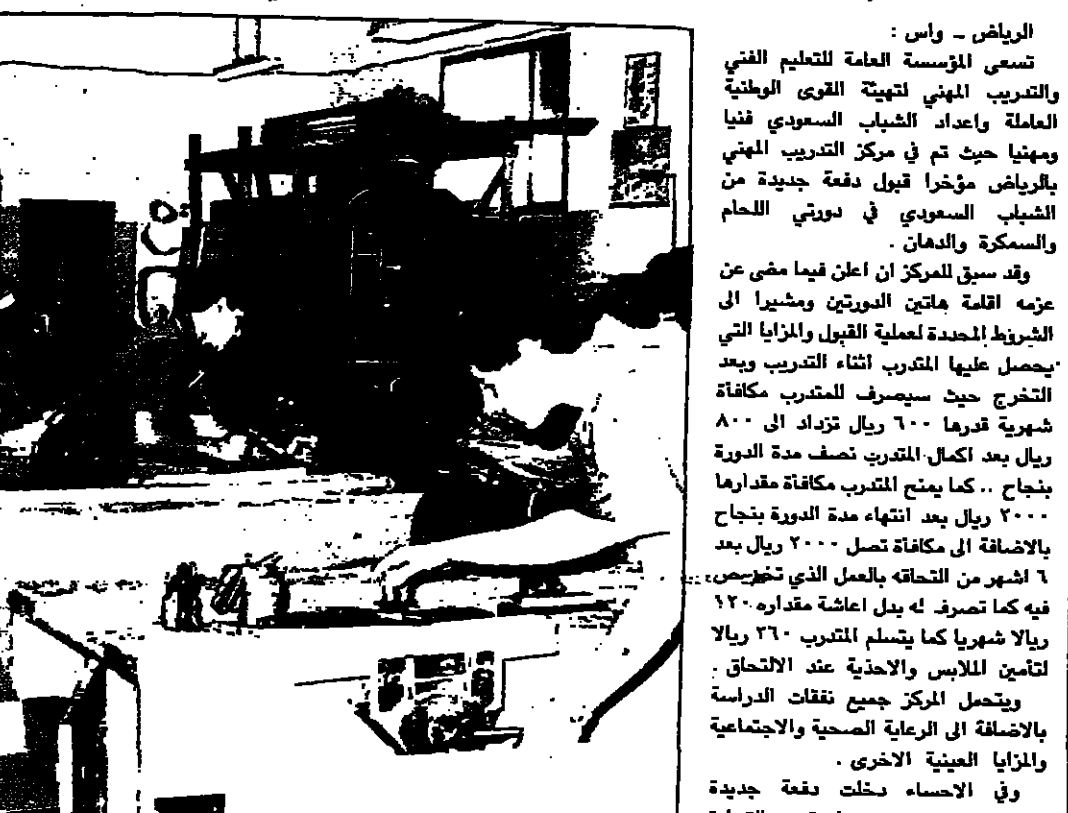 الرياض ـ واس :
تسعى المؤسسة العامة للتعليم الفني
والتدريب المهني لتهيئة القوى الوطنية
العاملة واعداد الشباب السعودي فنيا
ومهنيا حيث تم في مركز التدريب المهني
بالرياض مؤخرا قبول دفعة جديدة من
الشباب السعودي في دورتي اللحام
والسمكرة والدهان .
وقد سبق للمركز ان اعلن فيما مضى عن
عزمه اقامة هاتين الدورتين ومشيرا الى
الشروط المحددة لعملية القبول والمزايا التي
يحصل عليها المتدرب اثناء التدريب وبعد
التخرج حيث سيصرف للمتدرب مكافأة
شهرية قدرها ٦٠٠ ريال تزداد الى ٨٠٠
ريال بعد اكمال المتدرب نصف مدة الدورة
بنجاح .. كما يمنح المتدرب مكافأة مقدارها
٢٠٠٠ ريال بعد انتهاء مدة الدورة بنجاح
بالاضافة الى مكافأة تصل ٢٠٠٠ ريال بعد
٦ اشهر من التحاقه بالعمل الذي تخصص
فيه كما تصرف له بدل اعاشة مقداره ١٢٠
ريالا شهريا كما يتسلم المتدرب ٢٦٠ ريالا
لتأمين الملابس والاحذية عند الالتحاق .
ويتحمل المركز جميع نفقات الدراسة
بالاضافة الى الرعاية الصحية والاجتماعية
والمزايا العينية الاخرى .
وفي الاحساء دخلت دفعة جديدة